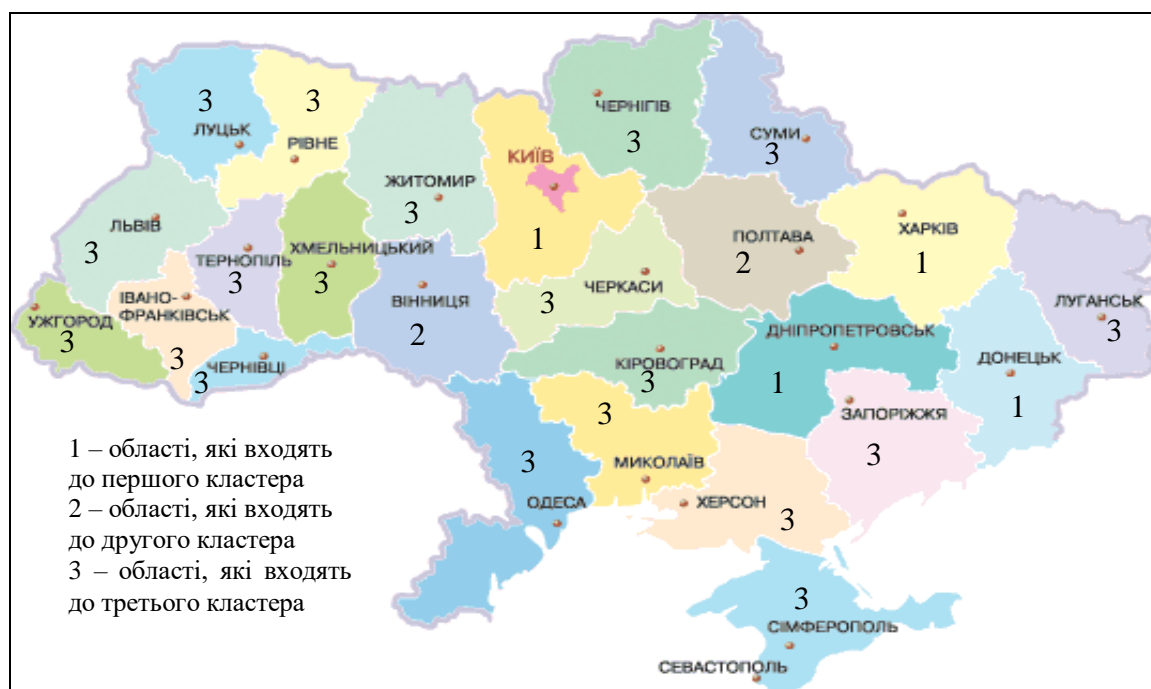 3
ЛУЦЬК
3
РІВНЕ
3
ЖИТОМИР
КИЇВ
1
ЧЕРНІГІВ
3
СУМИ
3
ЛЬВІВ
3
ТЕРНОПІЛЬ
3
ХМЕЛЬНИЦЬКИЙ
3
ВІННИЦЯ
2
3
ЧЕРКАСИ
ПОЛТАВА
2
ХАРКІВ
1
ЛУГАНСЬК
3
УЖГОРОД
3
ІВАНО-
ФРАНКІВСЬК
3
ЧЕРНІВЦІ
3
КІРОВОГРАД
3
ДНІПРОПЕТРОВСЬК
1
ДОНЕЦЬК
1
ЗАПОРІЖЖЯ
3
3
МИКОЛАЇВ
3
ОДЕСА
ХЕРСОН
3
3
СІМФЕРОПОЛЬ
СЕВАСТОПОЛЬ
1 – області, які входять
до першого кластера
2 – області, які входять
до другого кластера
3 – області, які входять
до третього кластера